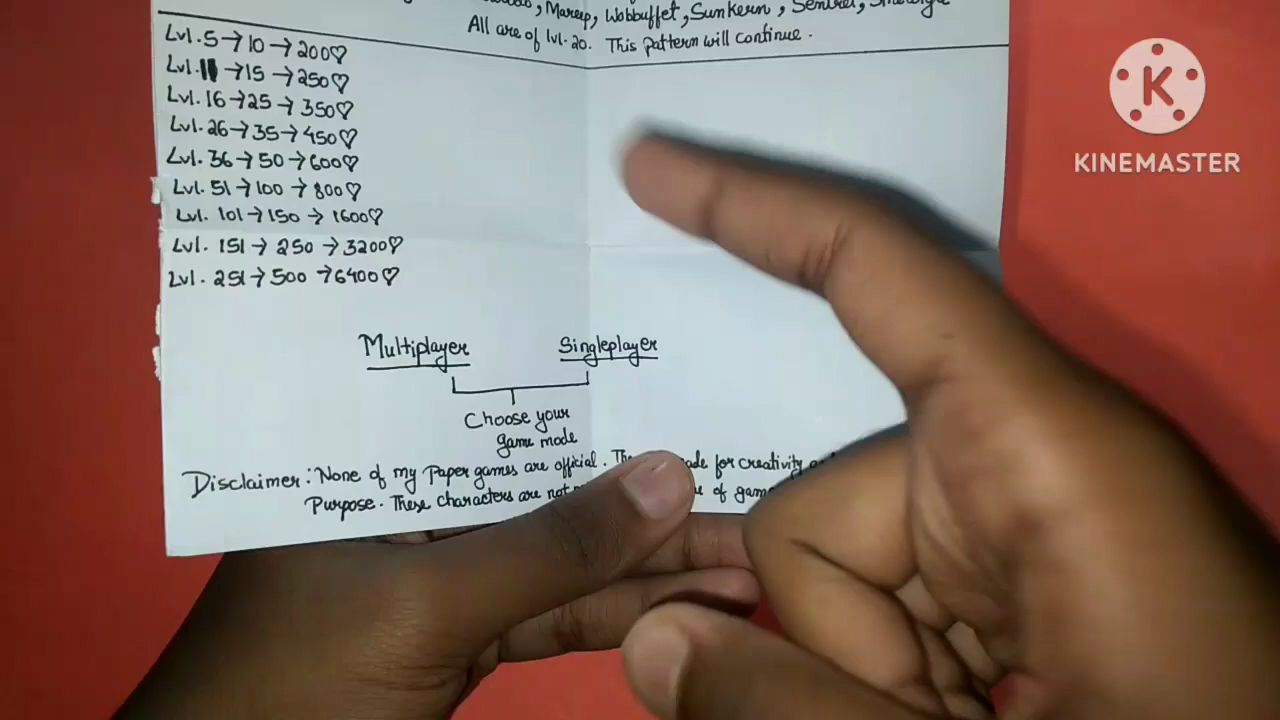 , Mareep, Wobbuffet, Sunkern,
All are of lvl. 20. This pattern will continue.
Lvl. 5→10→200♡
Lvl. 11→15→250♡
Lvl. 16→25→350♡
Lvl. 26→35→450♡
Lvl. 36→50→600♡
Lvl. 51→100→800♡
Lvl. 101→150→1600♡
Lvl. 151→250→3200♡
Lvl. 251→500→6400♡
K
KINEMASTER
Multiplayer Singleplayer
Choose your
game mode
Disclaimer: None of my Paper games are official. for creativity
Purpose. These characters are not of